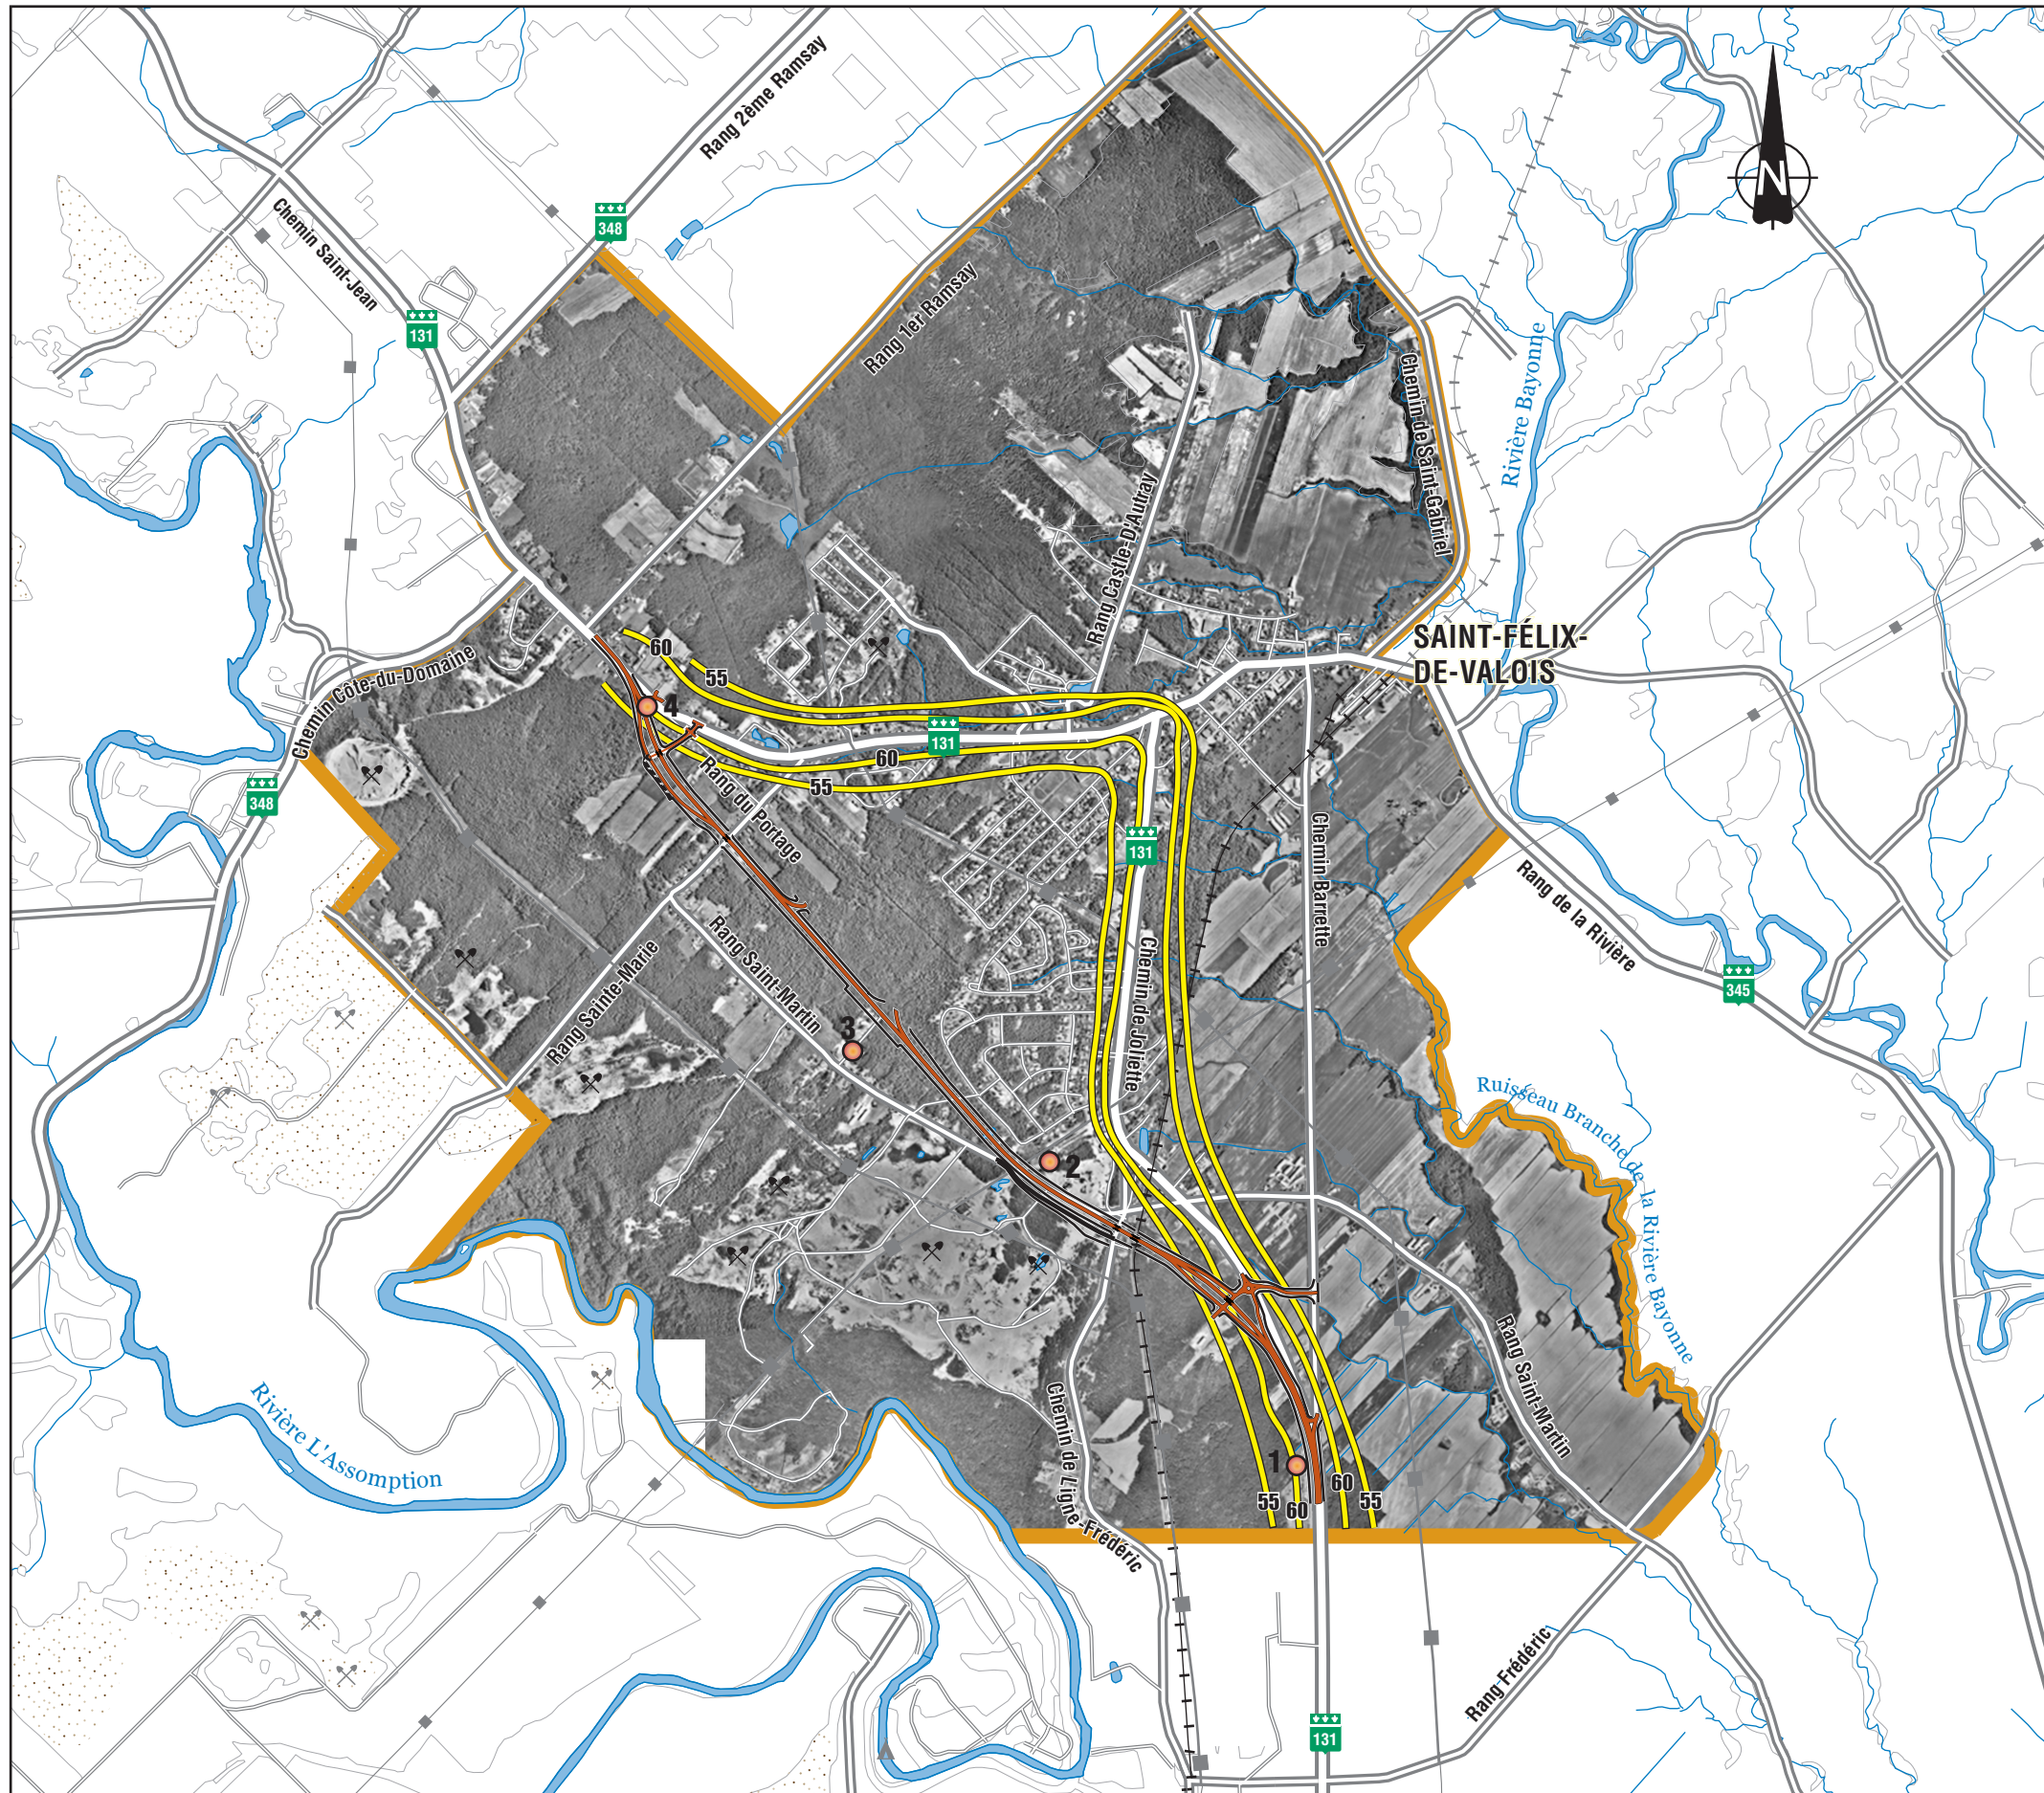 Rang 2ème Ramsay
N
Chemin Saint-Jean
348
131
Rang 1er Ramsay
Chemin de Saint-Gabriel
Rivière Bayonne
Rang Castle-D'Autray
SAINT-FÉLIX-
DE-VALOIS
Chemin Côte-du-Domaine
60
55
4
131
60
55
348
Rang du Portage
131
Chemin Barrette
Rang de la Rivière
345
Rang Sainte-Marie
Rang Saint-Martin
Chemin de Joliette
3
2
Ruisseau Branche de la Rivière Bayonne
Rivière L'Assomption
Chemin de Ligne-Frédéric
Rang Saint-Martin
1
55
60
60
55
Rang Frédéric
131